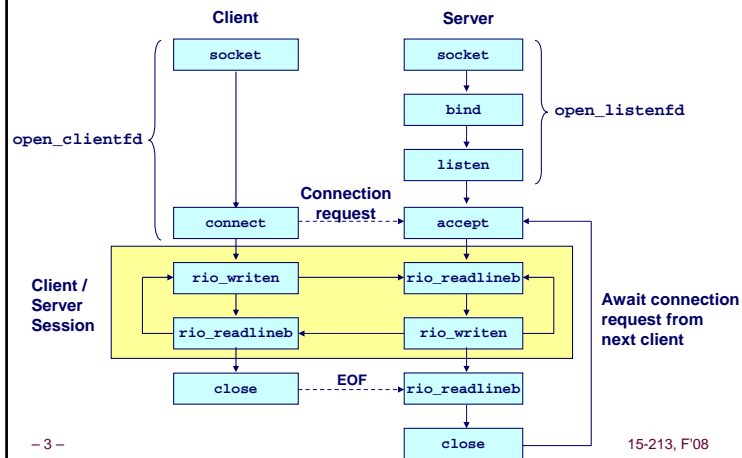 Client
Server
socket
socket
bind
open_listenfd
open_clientfd
listen
Connection
request
connect
accept
Client /
Server
Session
rio_writen
rio_readlineb
rio_readlineb
rio_writen
Await connection
request from
next client
close
EOF
rio_readlineb
close
– 3 –
15-213, F'08